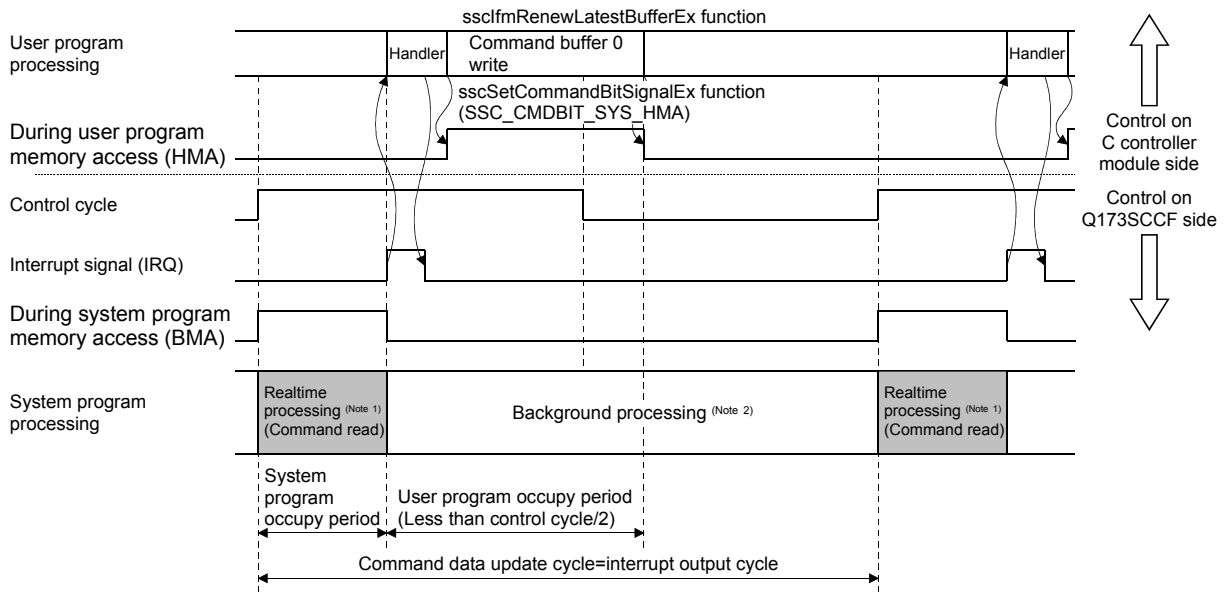 sscIfmRenewLatestBufferEx function
User program
processing
Handler
Command buffer 0
write
Handler
sscSetCommandBitSignalEx function
(SSC_CMDBIT_SYS_HMA)
During user program
memory access (HMA)
Control on
C controller
module side
Control cycle
Control on
Q173SCCF side
Interrupt signal (IRQ)
During system program
memory access (BMA)
System program
processing
Realtime
processing (Note 1)
(Command read)
Background processing (Note 2)
Realtime
processing (Note 1)
(Command read)
System
program
occupy period
User program occupy period
(Less than control cycle/2)
Command data update cycle=interrupt output cycle